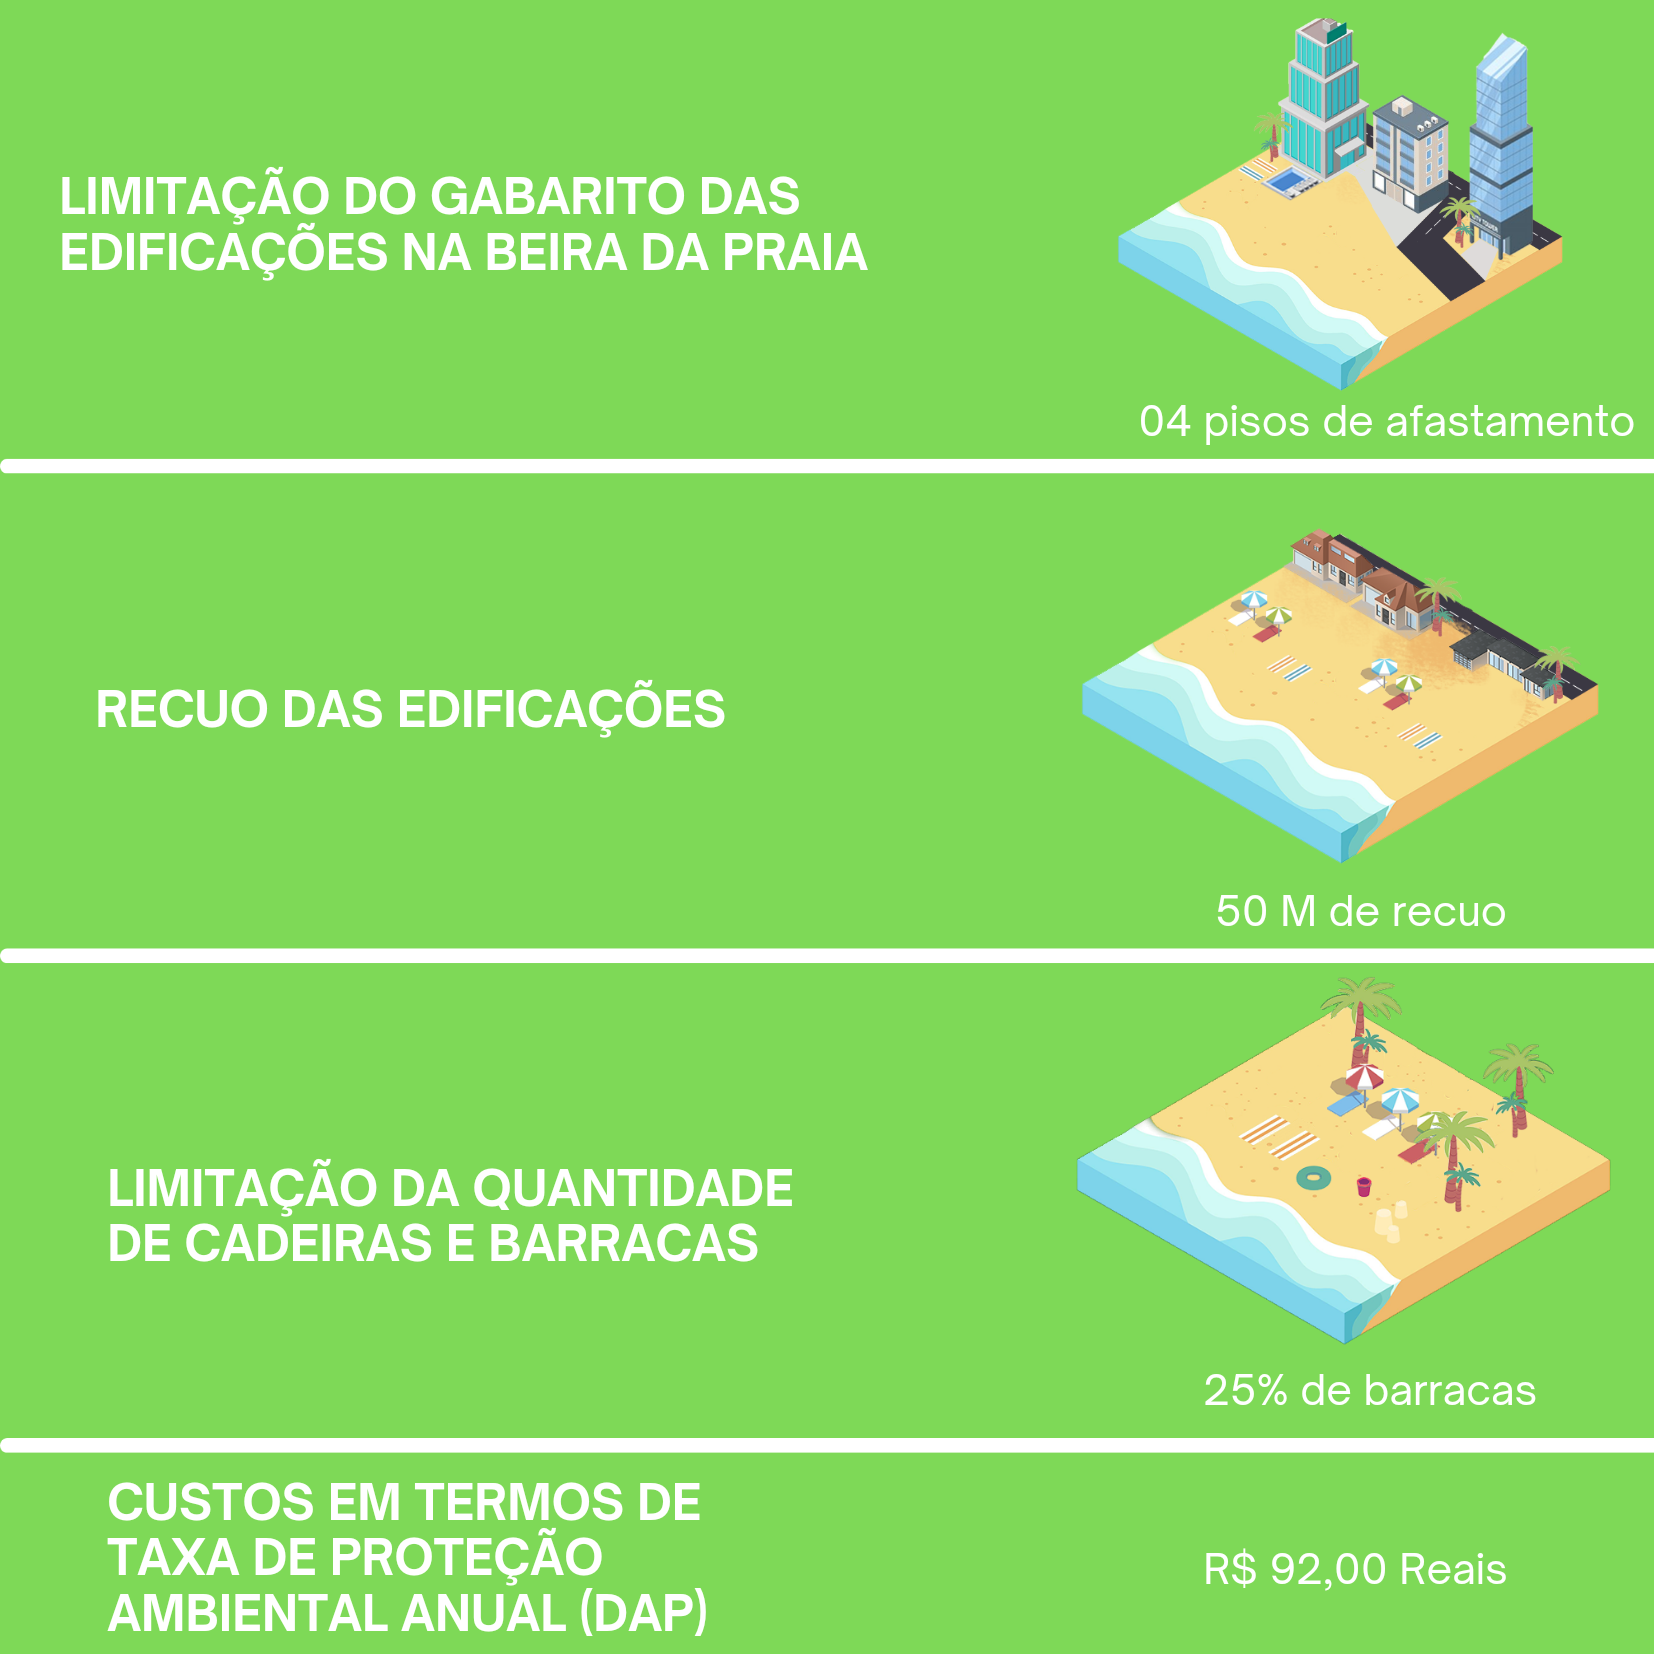 LIMITAÇÃO DO GABARITO DAS
EDIFICAÇÕES NA BEIRA DA PRAIA
04 pisos de afastamento
RECUO DAS EDIFICAÇÕES
50 M de recuo
LIMITAÇÃO DA QUANTIDADE
DE CADEIRAS E BARRACAS
25% de barracas
CUSTOS EM TERMOS DE
TAXA DE PROTEÇÃO
AMBIENTAL ANUAL (DAP)
R$ 92,00 Reais